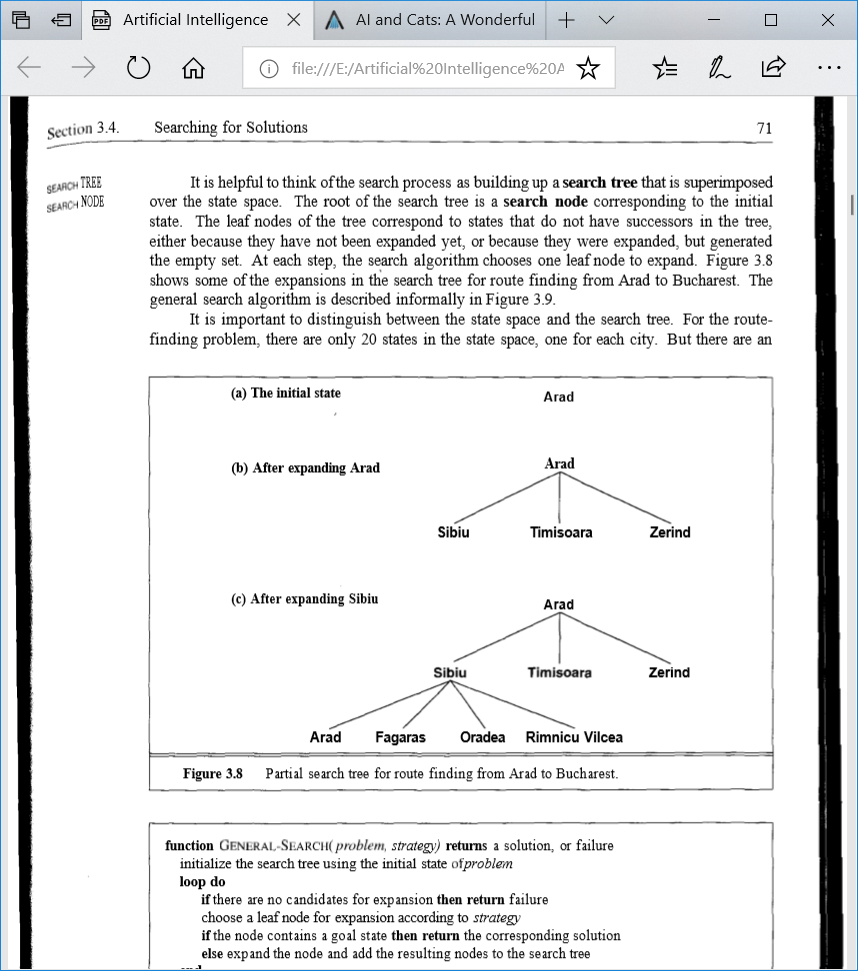 Artificial Intelligence
AI and Cats: A Wonderful
file:///E:/Artificial%20Intelligence%20A
Section 3.4. Searching for Solutions 71
SEARCH TREE
SEARCH NODE
It is helpful to think of the search process as building up a search tree that is superimposed
over the state space. The root of the search tree is a search node corresponding to the initial
state. The leaf nodes of the tree correspond to states that do not have successors in the tree,
either because they have not been expanded yet, or because they were expanded, but generated
the empty set. At each step, the search algorithm chooses one leaf node to expand. Figure 3.8
shows some of the expansions in the search tree for route finding from Arad to Bucharest. The
general search algorithm is described informally in Figure 3.9.
It is important to distinguish between the state space and the search tree. For the route-
finding problem, there are only 20 states in the state space, one for each city. But there are an
(a) The initial state Arad
(b) After expanding Arad Arad
Sibiu Timisoara Zerind
(c) After expanding Sibiu Arad
Sibiu Timisoara Zerind
Arad Fagaras Oradea Rimnicu Vilcea
Figure 3.8 Partial search tree for route finding from Arad to Bucharest.
function GENERAL-SEARCH( problem, strategy) returns a solution, or failure
initialize the search tree using the initial state of problem
loop do
if there are no candidates for expansion then return failure
choose a leaf node for expansion according to strategy
if the node contains a goal state then return the corresponding solution
else expand the node and add the resulting nodes to the search tree